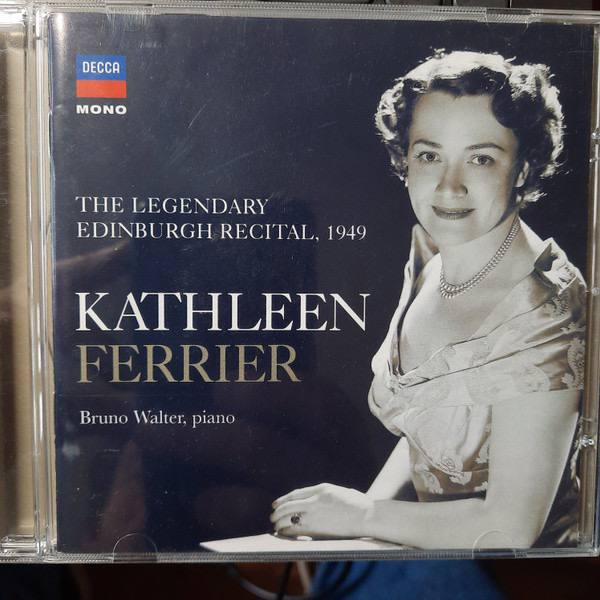 DECCA
MONO
THE LEGENDARY
EDINBURGH RECITAL, 1949
KATHLEEN
FERRIER
Bruno Walter, piano